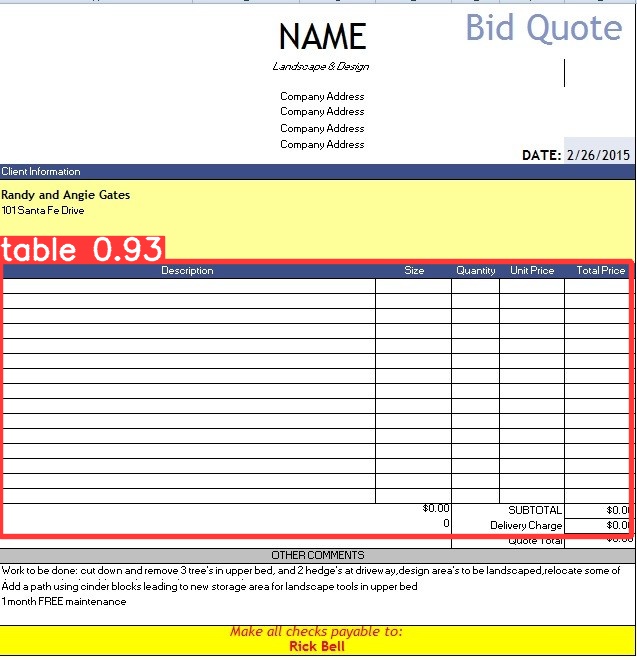 Bid Quote
NAME
Landscape & Design
Company Address
Company Address
Company Address
Company Address
DATE: 2/26/2015
Client Information
Randy and Angie Gates
101 Santa Fe Drive
table 0.93
Description Size Quantity Unit Price Total Price
$0.00 SUBTOTAL $0.00
0 Delivery Charge $0.00
Quote Total $0.00
OTHER COMMENTS
Work to be done: cut down and remove 3 tree's in upper bed, and 2 hedge's at driveway,design area's to be landscaped,relocate some of
Add a path using cinder blocks leading to new storage area for landscape tools in upper bed
1 month FREE maintenance
Make all checks payable to:
Rick Bell